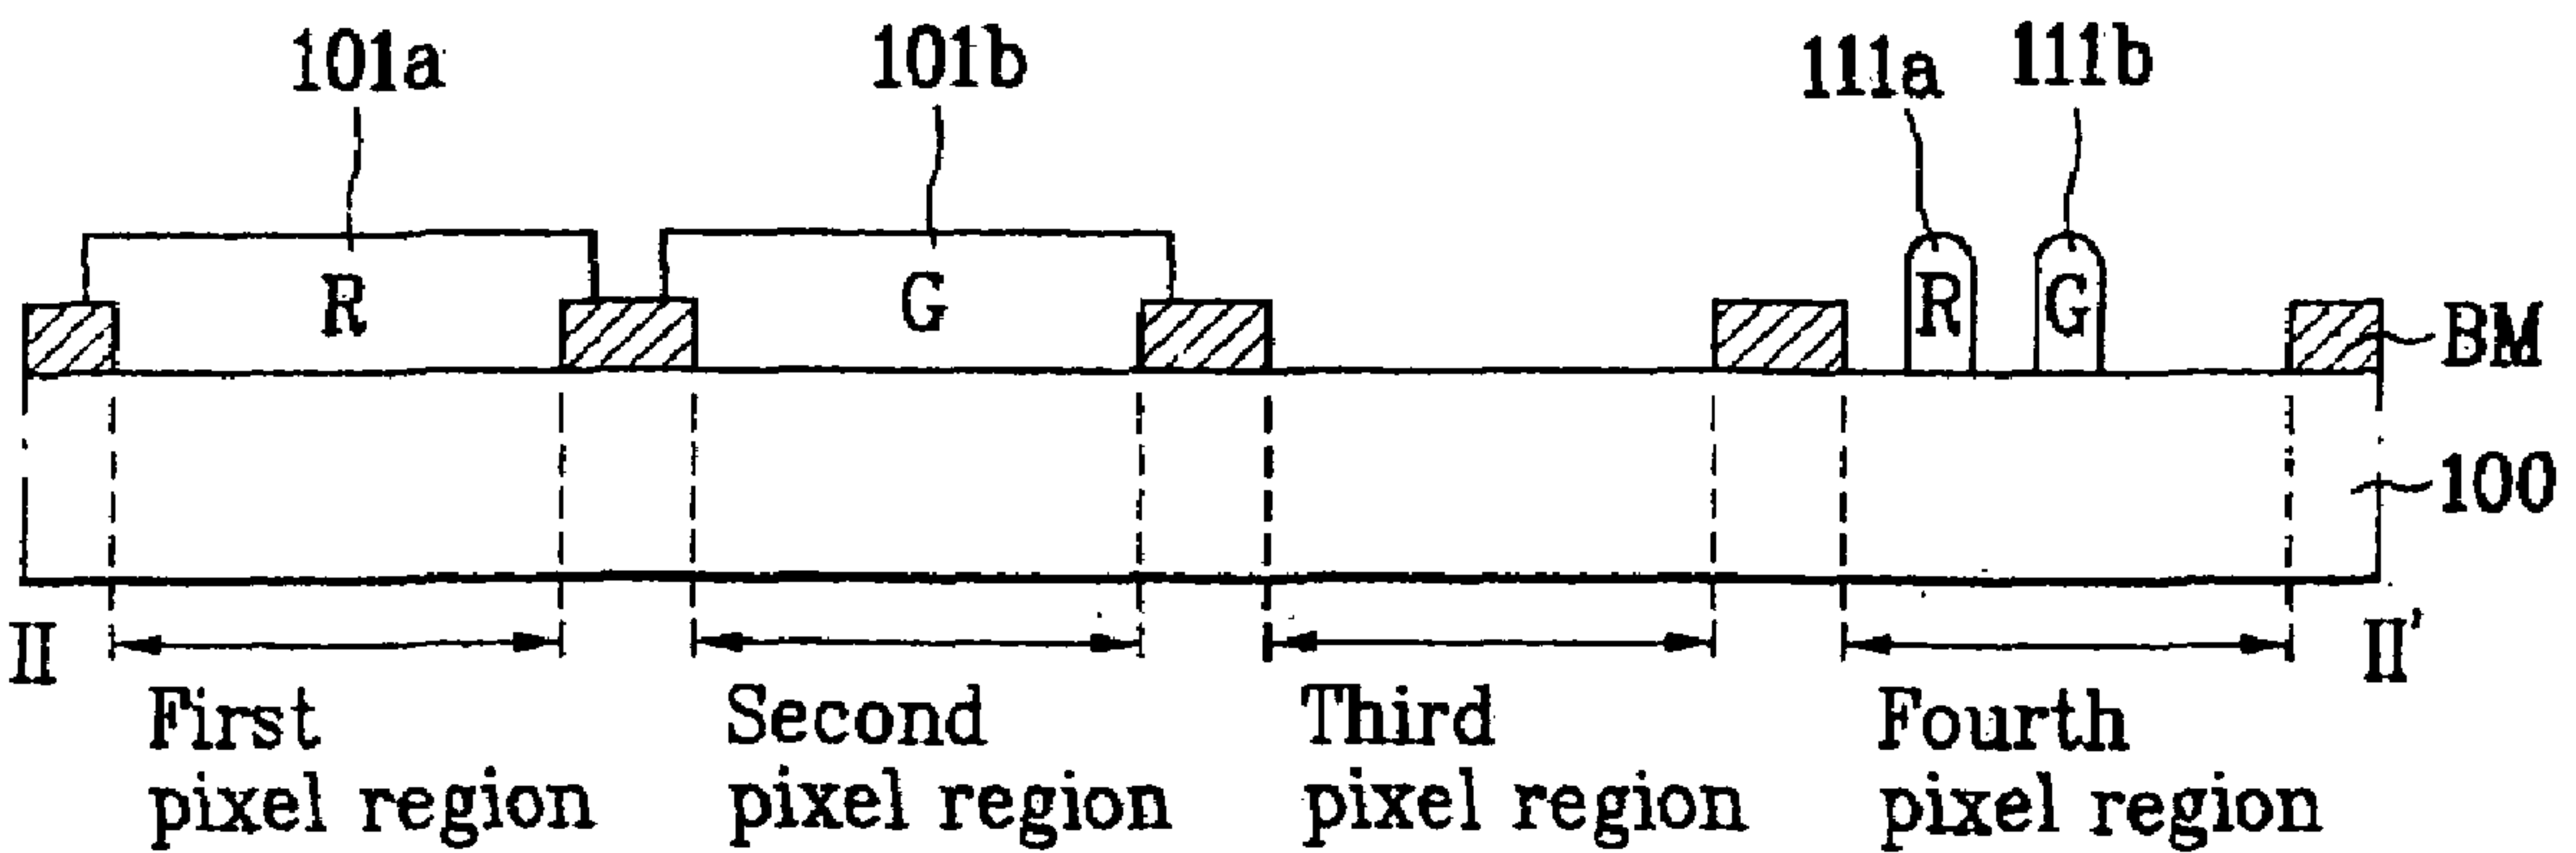 101a 101b 111a 111b
R G R G
BM
100
II II'
First pixel region
Second pixel region
Third pixel region
Fourth pixel region